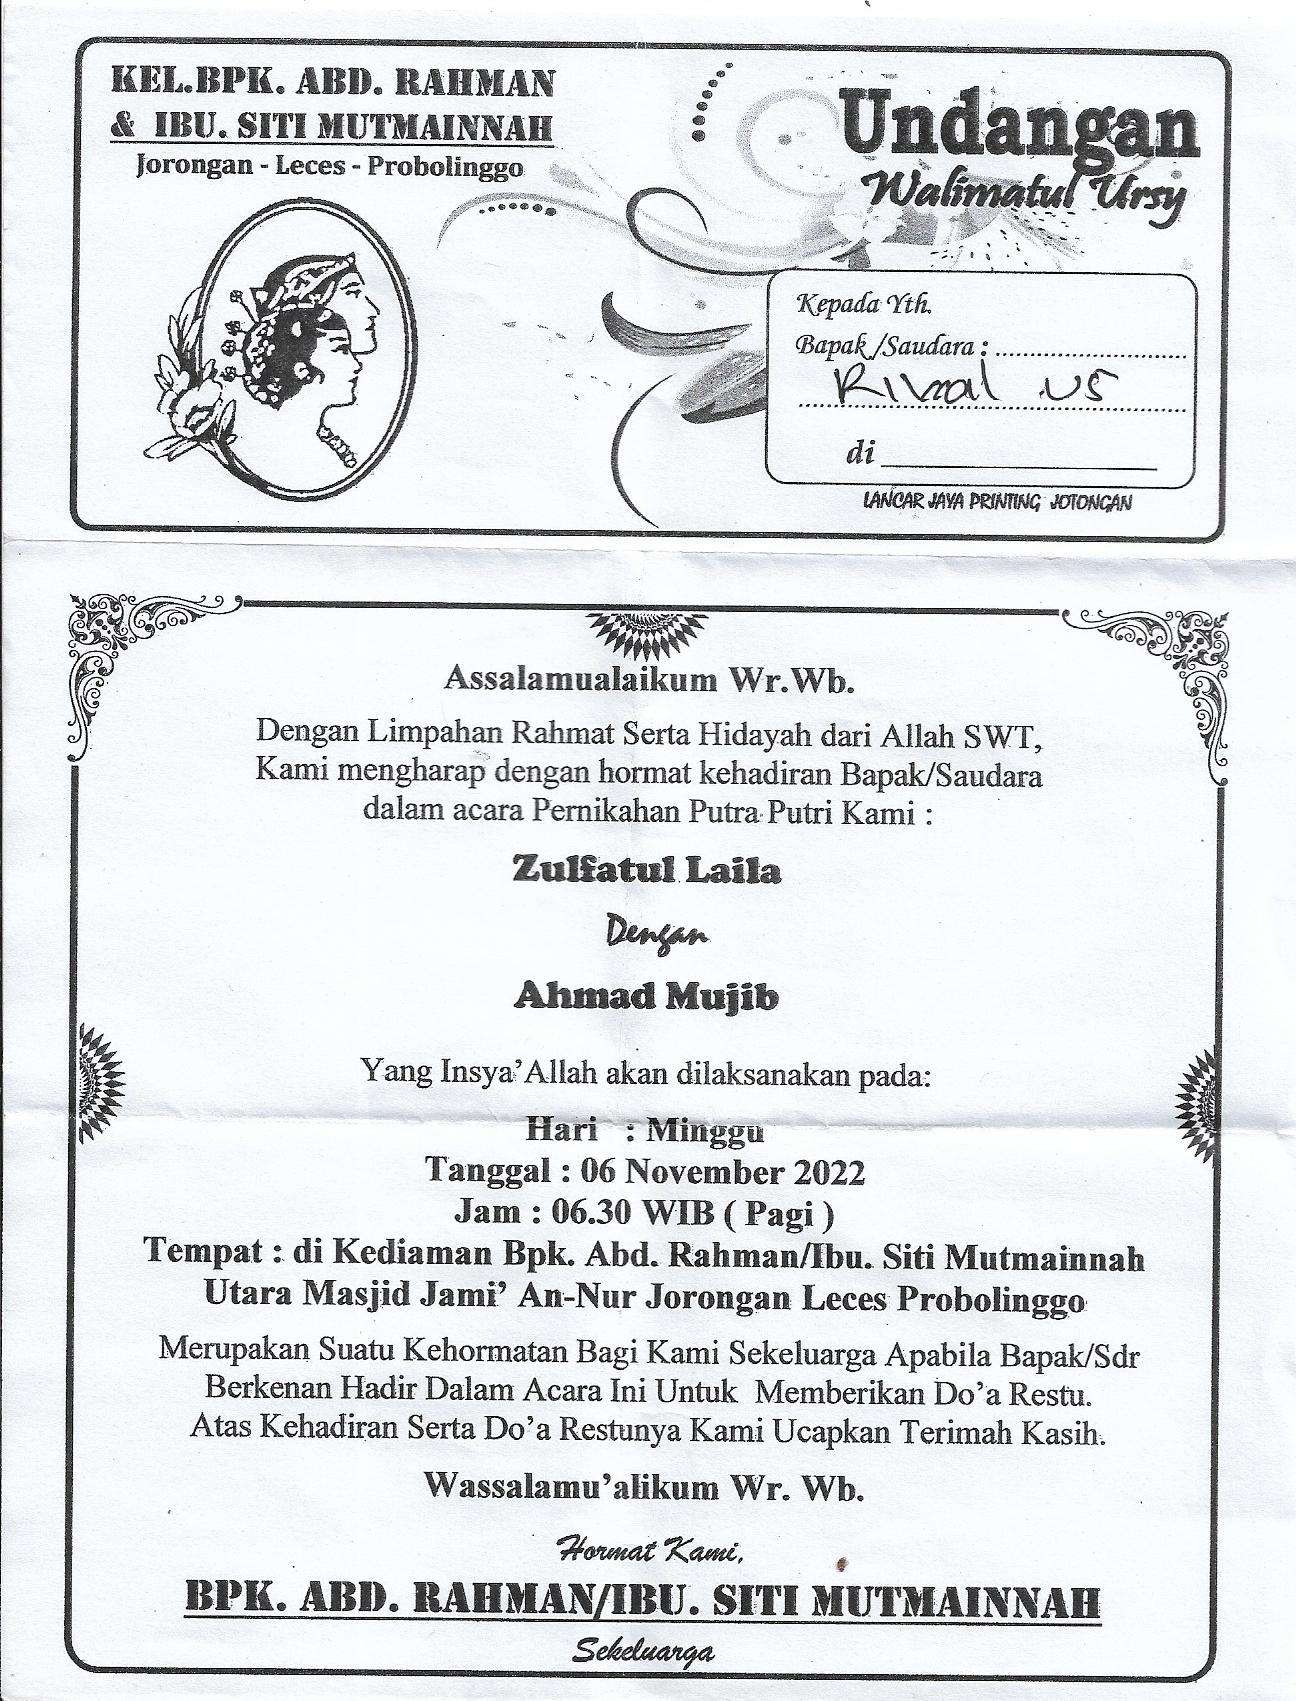 KEL.BPK. ABD. RAHMAN
& IBU. SITI MUTMAINNAH
Jorongan - Leces - Probolinggo
Undangan
Walimatul Ursy
Kepada Yth.
Bapak/Saudara : ..............................
di ____________________
LANCAR JAYA PRINTING JOTONGAN
Assalamualaikum Wr.Wb.
Dengan Limpahan Rahmat Serta Hidayah dari Allah SWT,
Kami mengharap dengan hormat kehadiran Bapak/Saudara
dalam acara Pernikahan Putra Putri Kami :
Zulfatul Laila
Dengan
Ahmad Mujib
Yang Insya'Allah akan dilaksanakan pada:
Hari : Minggu
Tanggal : 06 November 2022
Jam : 06.30 WIB ( Pagi )
Tempat : di Kediaman Bpk. Abd. Rahman/Ibu. Siti Mutmainnah
Utara Masjid Jami' An-Nur Jorongan Leces Probolinggo
Merupakan Suatu Kehormatan Bagi Kami Sekeluarga Apabila Bapak/Sdr
Berkenan Hadir Dalam Acara Ini Untuk Memberikan Do'a Restu.
Atas Kehadiran Serta Do'a Restunya Kami Ucapkan Terimah Kasih.
Wassalamu'alikum Wr. Wb.
Hormat Kami,
BPK. ABD. RAHMAN/IBU. SITI MUTMAINNAH
Sekeluarga